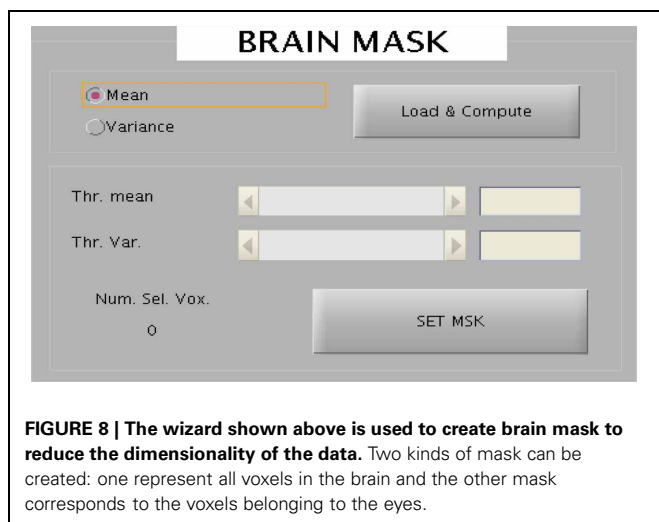 BRAIN MASK
Mean
Variance
Load & Compute
Thr. mean
Thr. Var.
Num. Sel. Vox.
0
SET MSK
FIGURE 8 | The wizard shown above is used to create brain mask to
reduce the dimensionality of the data. Two kinds of mask can be
created: one represent all voxels in the brain and the other mask
corresponds to the voxels belonging to the eyes.